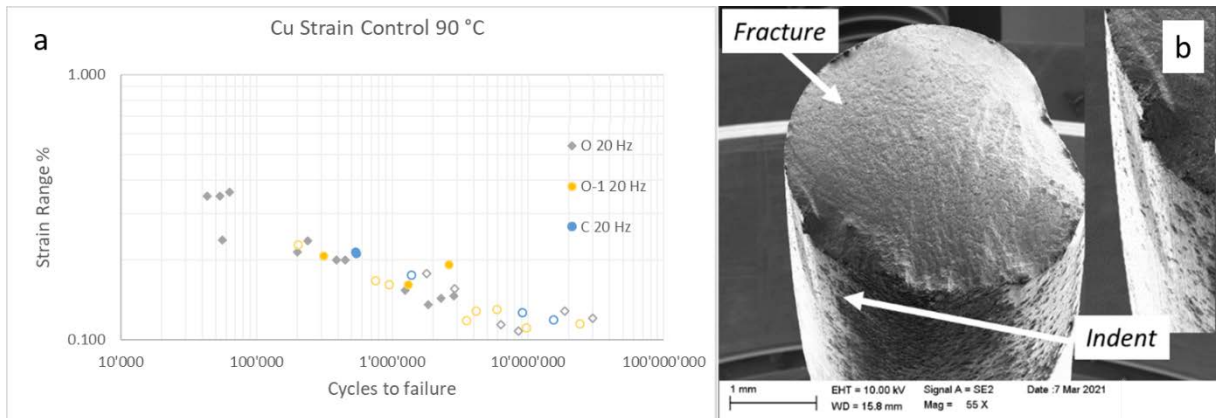 a
Cu Strain Control 90 °C
1.000
Strain Range %
O 20 Hz
O-1 20 Hz
C 20 Hz
0.100
10'000
100'000
1'000'000
10'000'000
100'000'000
Cycles to failure
Fracture
b
Indent
1 mm
EHT = 10.00 kV
Signal A = SE2
Date :7 Mar 2021
WD = 15.8 mm
Mag = 55 X